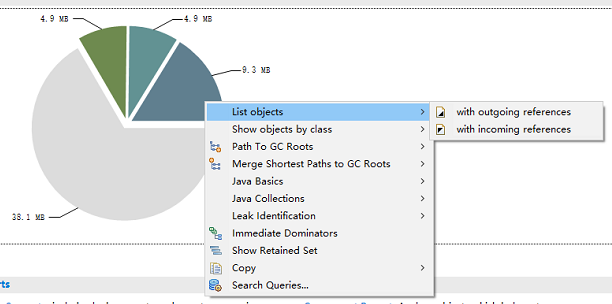 4.9 MB
4.9 MB
9.3 MB
38.1 MB
List objects
with outgoing references
with incoming references
Show objects by class
Path To GC Roots
Merge Shortest Paths to GC Roots
Java Basics
Java Collections
Leak Identification
Immediate Dominators
Show Retained Set
Copy
Search Queries...
rts